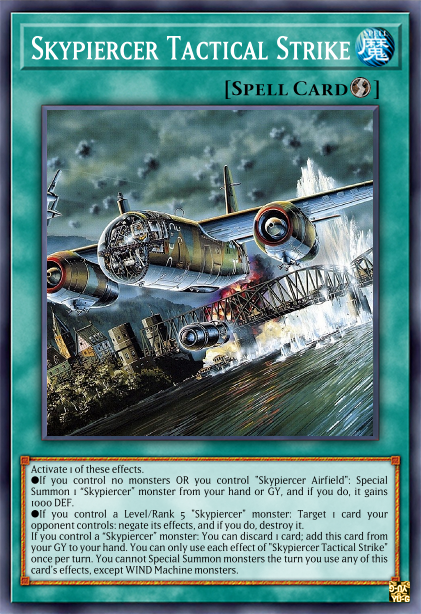 SKYPIERCER TACTICAL STRIKE
SPELL
魔
[SPELL CARD]
Activate 1 of these effects.
●If you control no monsters OR you control "Skypiercer Airfield": Special
Summon 1 "Skypiercer" monster from your hand or GY, and if you do, it gains
1000 DEF.
●If you control a Level/Rank 5 "Skypiercer" monster: Target 1 card your
opponent controls: negate its effects, and if you do, destroy it.
If you control a "Skypiercer" monster: You can discard 1 card; add this card from
your GY to your hand. You can only use each effect of "Skypiercer Tactical Strike"
once per turn. You cannot Special Summon monsters the turn you use any of this
card's effects, except WIND Machine monsters.